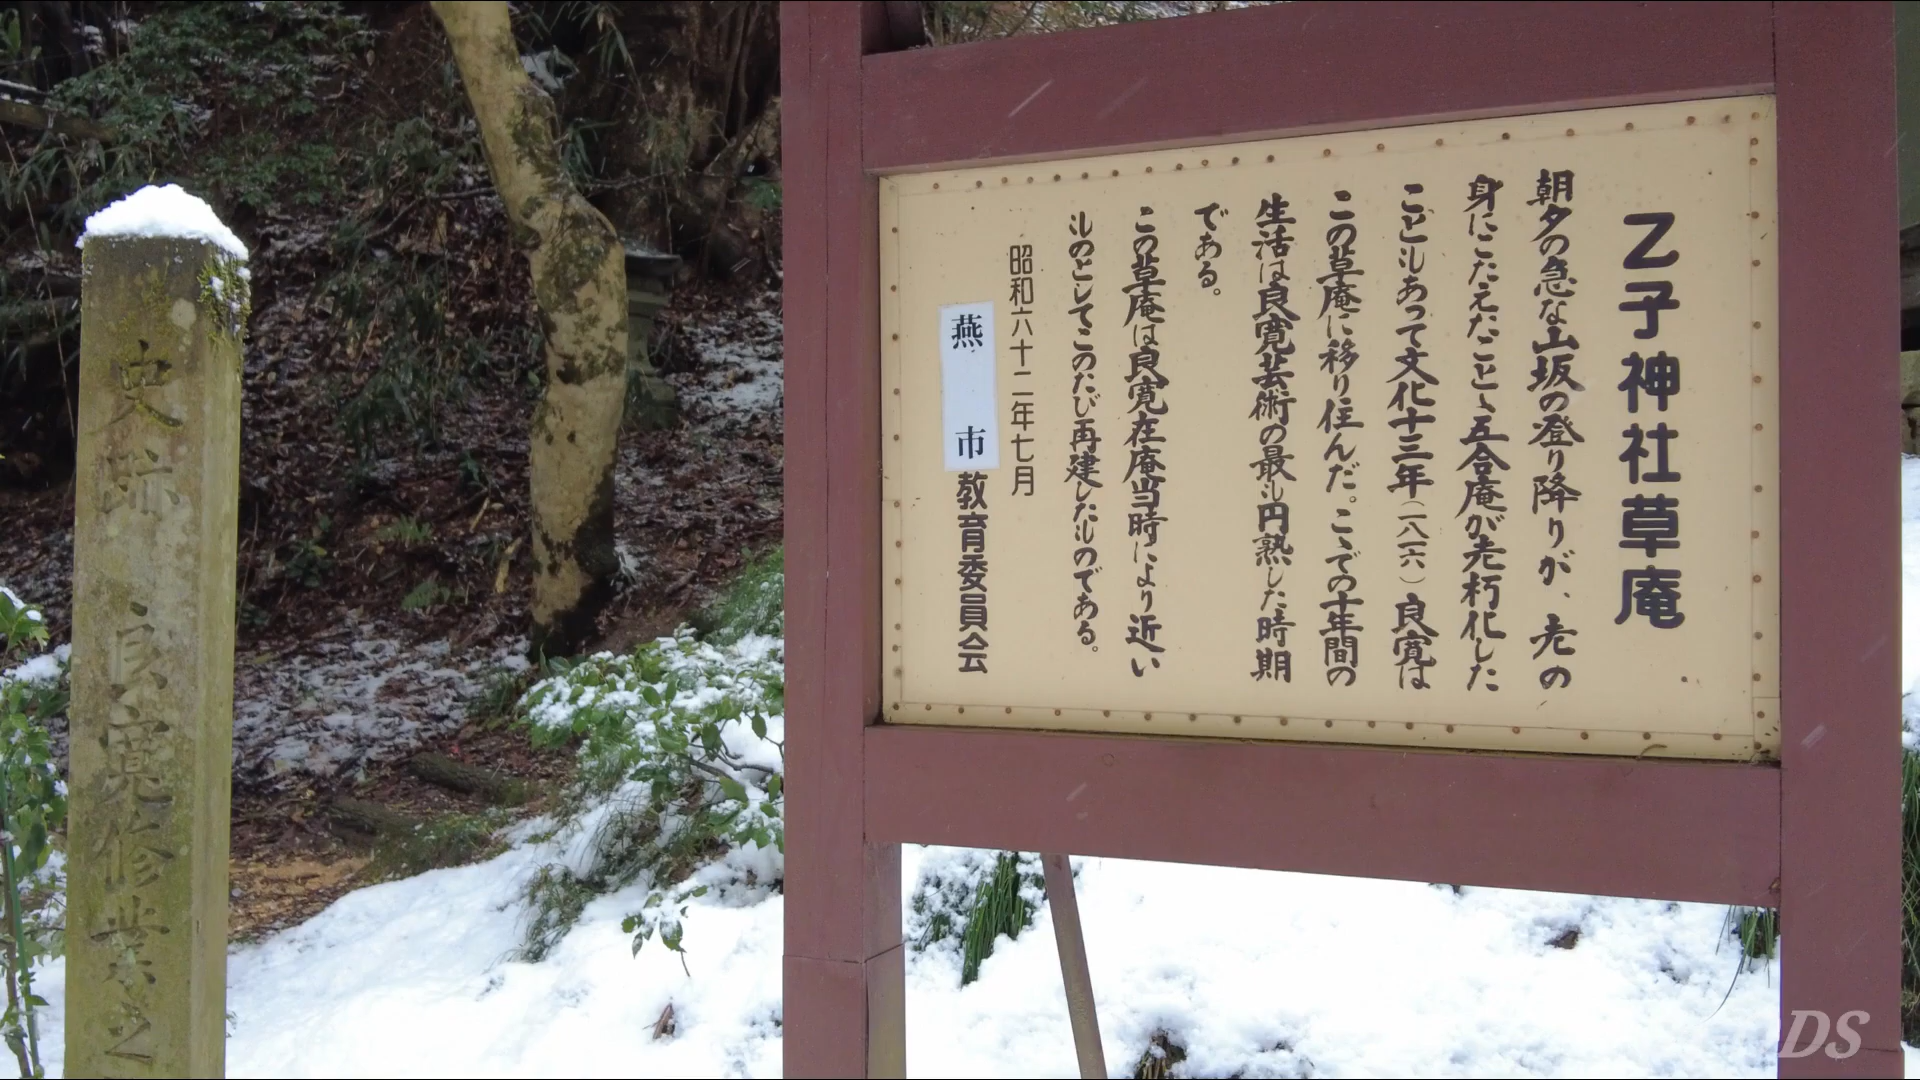 乙子神社草庵
朝夕の急な山坂の登り降りが、老の
身にこたえたことゝ五合庵が老朽化した
こともあって文化十三年(一八一六)良寛は
この草庵に移り住んだ。こゝでの十年間の
生活は良寛芸術の最も円熟した時期
である。
この草庵は良寛在庵当時により近い
ものとしてこのたび再建したものである。
昭和六十二年七月
燕市教育委員会
史跡 良寛修業之
DS